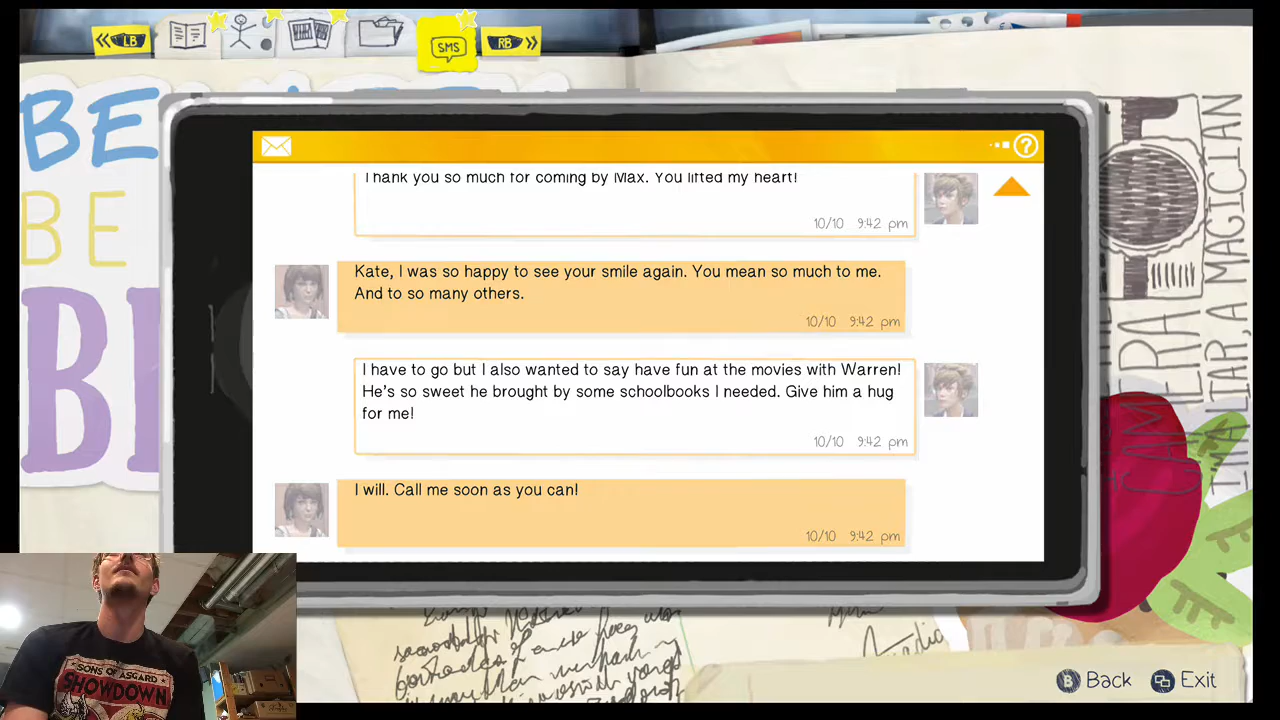 LB
SMS
RB
BE
BE
BE
Thank you so much for coming by Max. You lifted my heart!
10/10 9:42 pm
Kate, I was so happy to see your smile again. You mean so much to me.
And to so many others.
10/10 9:42 pm
I have to go but I also wanted to say have fun at the movies with Warren!
He's so sweet he brought by some schoolbooks I needed. Give him a hug
for me!
10/10 9:42 pm
I will. Call me soon as you can!
10/10 9:42 pm
CAMERA
LIAR, A MAGICIAN
SONS OF ASGARD
SHOWDOWN
B Back
Exit